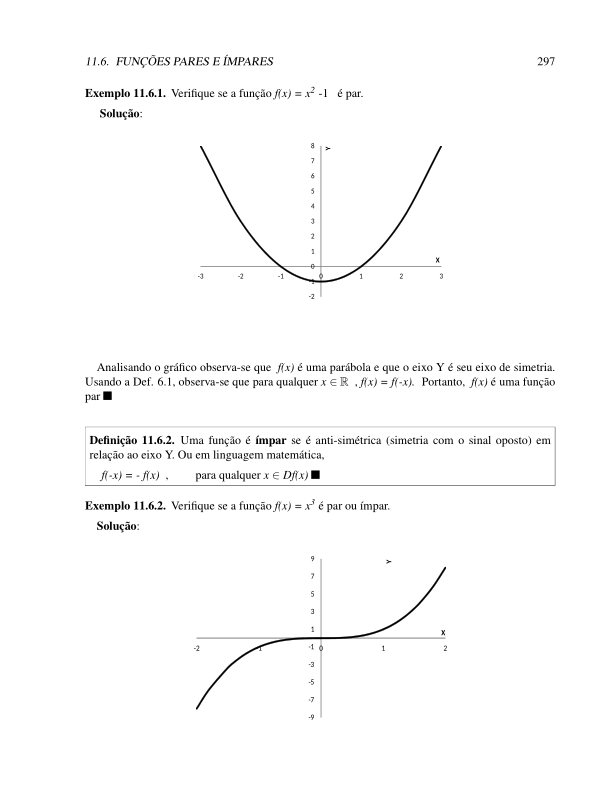 11.6. FUNÇÕES PARES E ÍMPARES 297
Exemplo 11.6.1. Verifique se a função f(x) = x² -1 é par.
Solução:
8
Y
7
6
5
4
3
2
1
X
0
-3 -2 -1 0 1 2 3
-1
-2
Analisando o gráfico observa-se que f(x) é uma parábola e que o eixo Y é seu eixo de simetria.
Usando a Def. 6.1, observa-se que para qualquer x ∈ ℝ , f(x) = f(-x). Portanto, f(x) é uma função
par ■
Definição 11.6.2. Uma função é ímpar se é anti-simétrica (simetria com o sinal oposto) em
relação ao eixo Y. Ou em linguagem matemática,
f(-x) = - f(x) , para qualquer x ∈ Df(x) ■
Exemplo 11.6.2. Verifique se a função f(x) = x³ é par ou ímpar.
Solução:
9
Y
7
5
3
1
X
-2 -1 0 1 2
-1
-3
-5
-7
-9